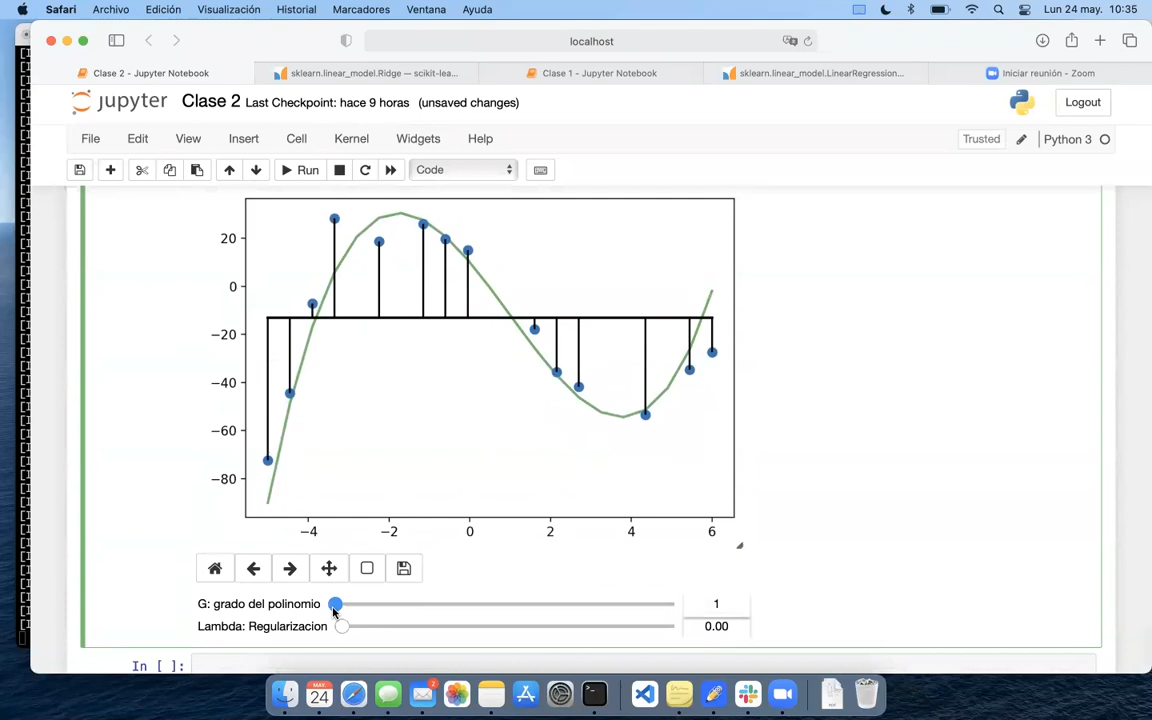 Safari Archivo Edición Visualización Historial Marcadores Ventana Ayuda Lun 24 may. 10:35
localhost
Clase 2 - Jupyter Notebook sklearn.linear_model.Ridge — scikit-lea... Clase 1 - Jupyter Notebook sklearn.linear_model.LinearRegression... Iniciar reunión - Zoom
jupyter Clase 2 Last Checkpoint: hace 9 horas (unsaved changes) Logout
File Edit View Insert Cell Kernel Widgets Help Trusted Python 3
Run Code
20
0
−20
−40
−60
−80
−4 −2 0 2 4 6
G: grado del polinomio 1
Lambda: Regularizacion 0.00
In [ ]:
MAY 24 2